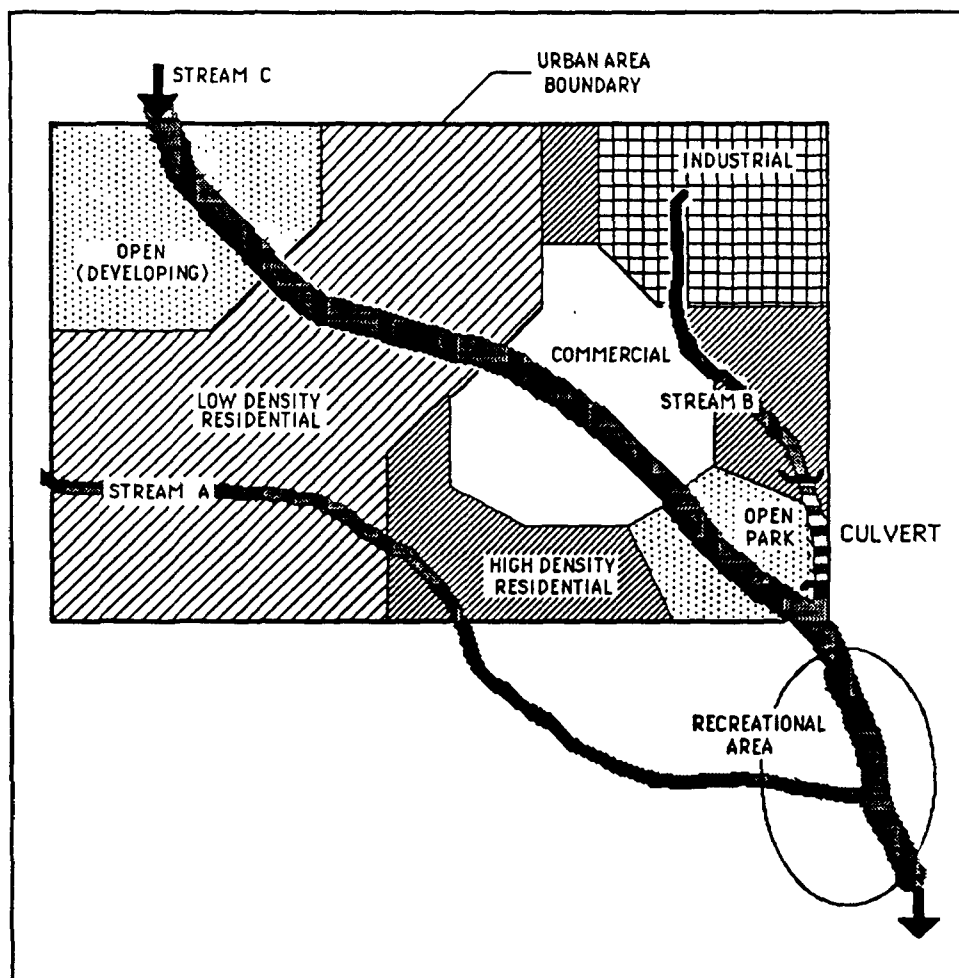 STREAM C
URBAN AREA
BOUNDARY
INDUSTRIAL
OPEN
(DEVELOPING)
COMMERCIAL
LOW DENSITY
RESIDENTIAL
STREAM B
STREAM A
OPEN
PARK
CULVERT
HIGH DENSITY
RESIDENTIAL
RECREATIONAL
AREA